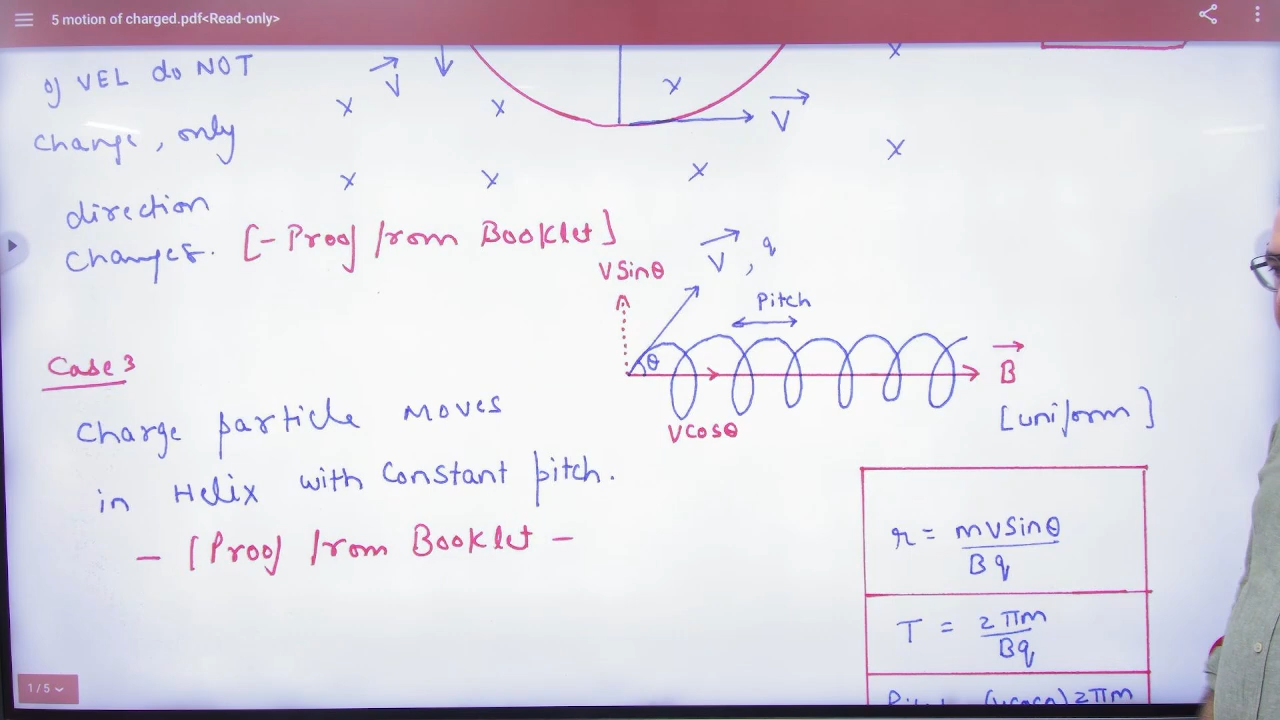 5 motion of charged.pdf<Read-only>
of VEL do NOT
change, only
direction
changes. [- Proof from Booklet]
V
x
x
x
x
V
x
x
x
x
x
V , q
V Sinθ
Pitch
θ
B
[uniform]
V cosθ
Case 3
Charge particle moves
in Helix with constant pitch.
- [Proof from Booklet -
r = mVSinθ / Bq
T = 2πm / Bq
2πm
1 / 5